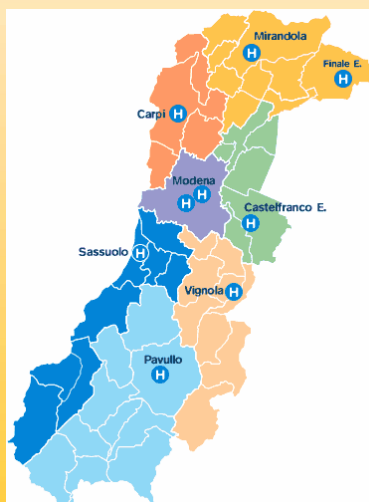 Mirandola
H
Finale E.
H
Carpi H
Modena
H H
Castelfranco E.
H
Sassuolo H
Vignola H
Pavullo
H